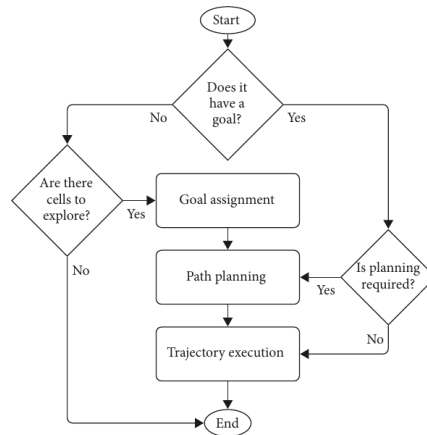 Start
Does it
have a
goal?
No
Yes
Are there
cells to
explore?
Yes
Goal assignment
No
Path planning
Yes
Is planning
required?
No
Trajectory execution
End